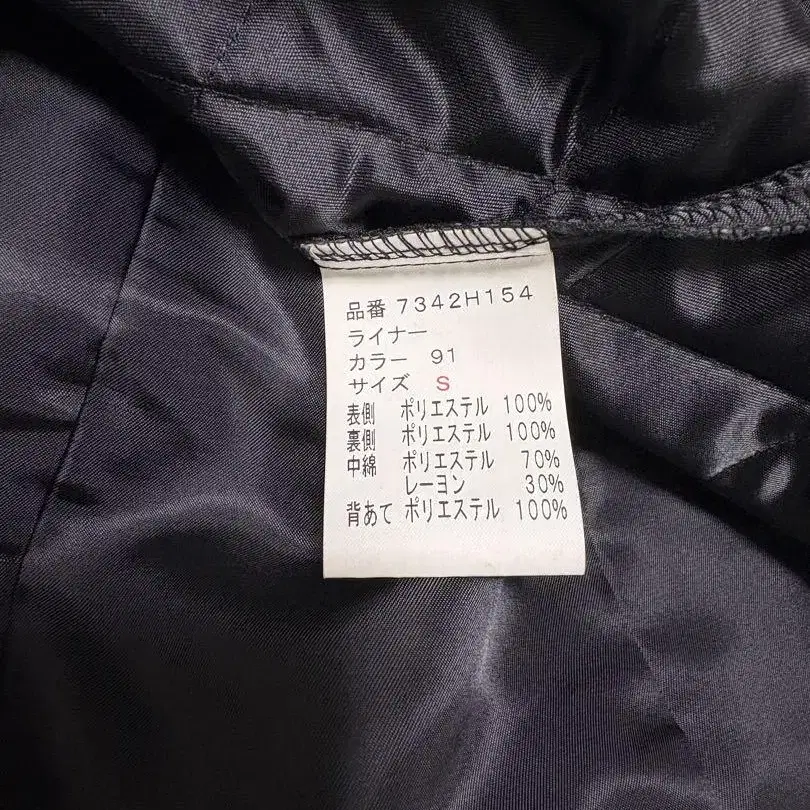 品番 7342H154
ライナー
カラー 91
サイズ S
表側 ポリエステル 100%
裏側 ポリエステル 100%
中綿 ポリエステル 70%
レーヨン 30%
背あて ポリエステル 100%